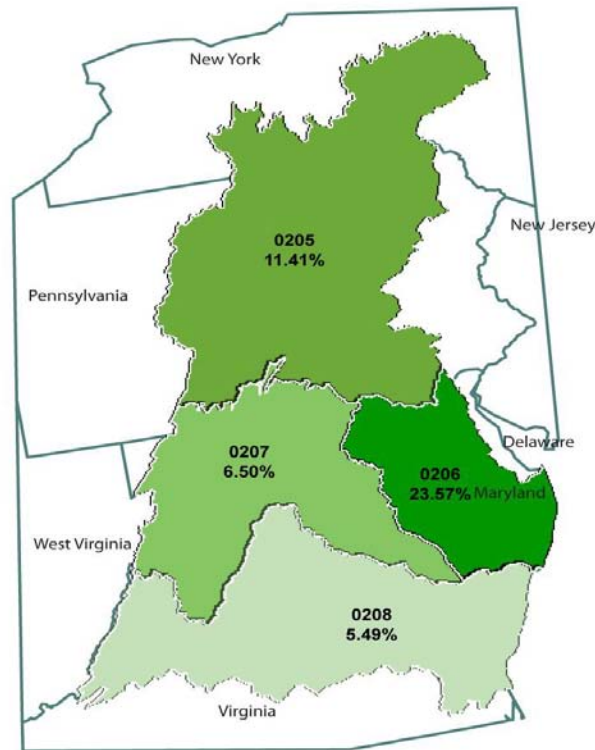 New York
0205
11.41%
New Jersey
Pennsylvania
Delaware
0207
6.50%
0206
23.57%
Maryland
West Virginia
0208
5.49%
Virginia